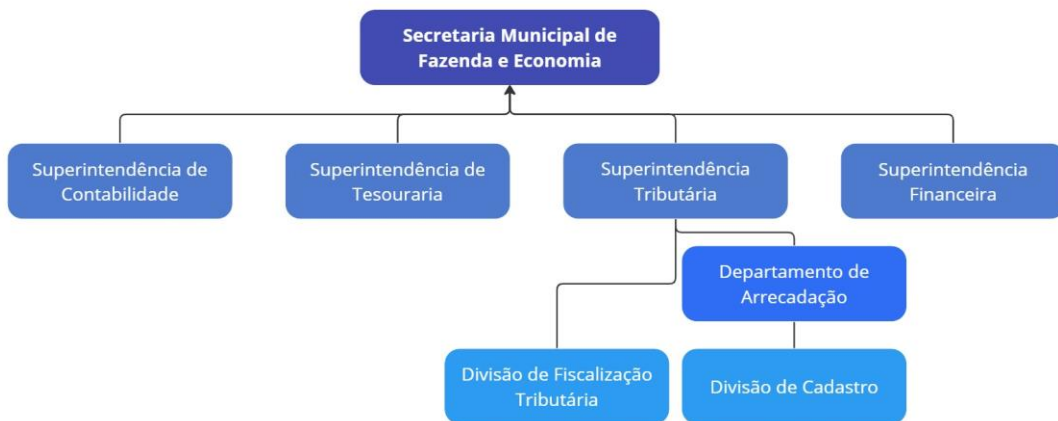 Secretaria Municipal de
Fazenda e Economia
Superintendência de
Contabilidade
Superintendência de
Tesouraria
Superintendência
Tributária
Superintendência
Financeira
Departamento de
Arrecadação
Divisão de Fiscalização
Tributária
Divisão de Cadastro